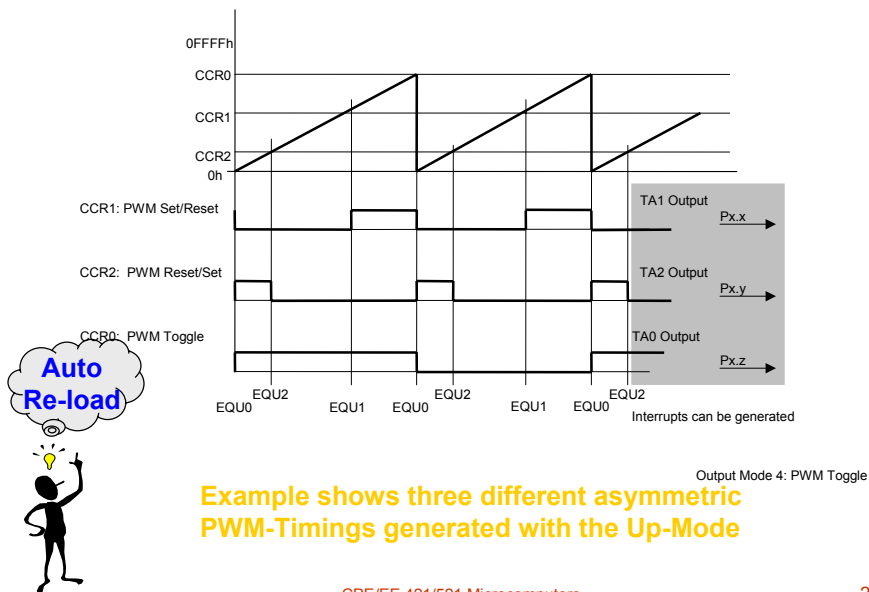 0FFFFh
CCR0
CCR1
CCR2
0h
CCR1: PWM Set/Reset
TA1 Output
Px.x
CCR2: PWM Reset/Set
TA2 Output
Px.y
CCR0: PWM Toggle
TA0 Output
Px.z
Auto
Re-load
EQU0
EQU2
EQU1
EQU0
EQU2
EQU1
EQU0
EQU2
Interrupts can be generated
Output Mode 4: PWM Toggle
Example shows three different asymmetric
PWM-Timings generated with the Up-Mode
Microcomputers